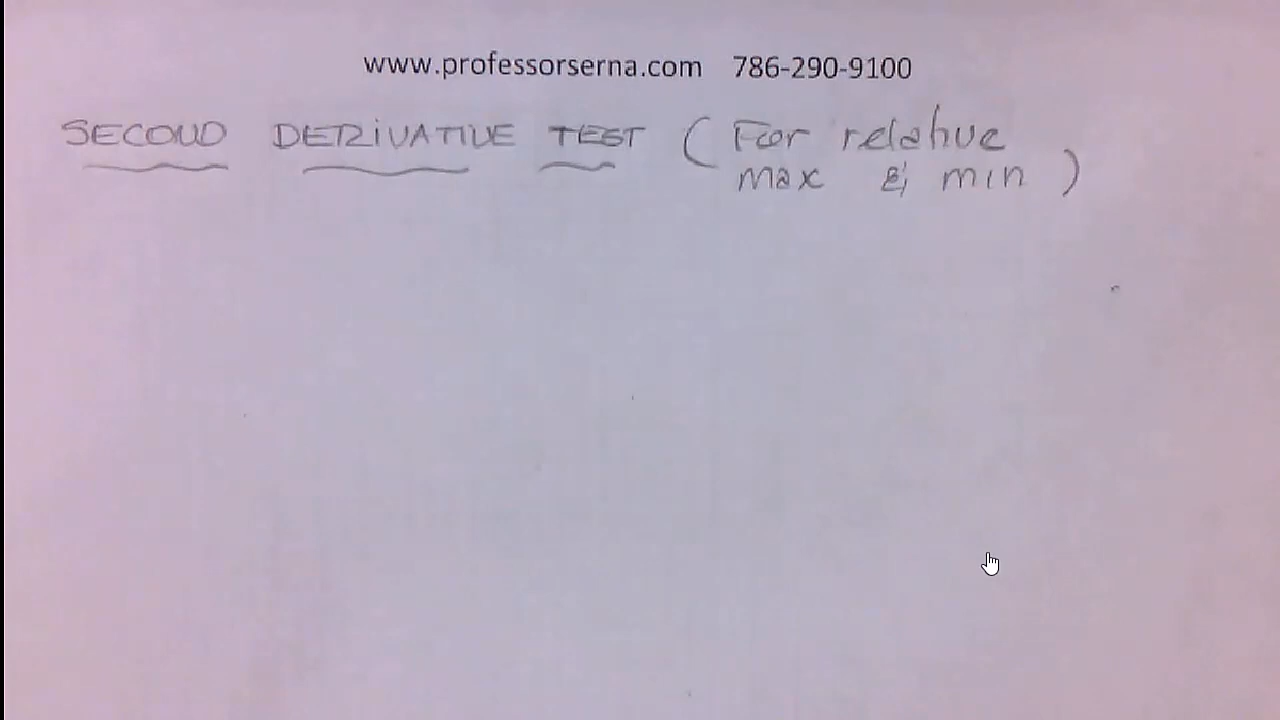 www.professorserna.com 786-290-9100
SECOND DERIVATIVE TEST (For relative
max & min)